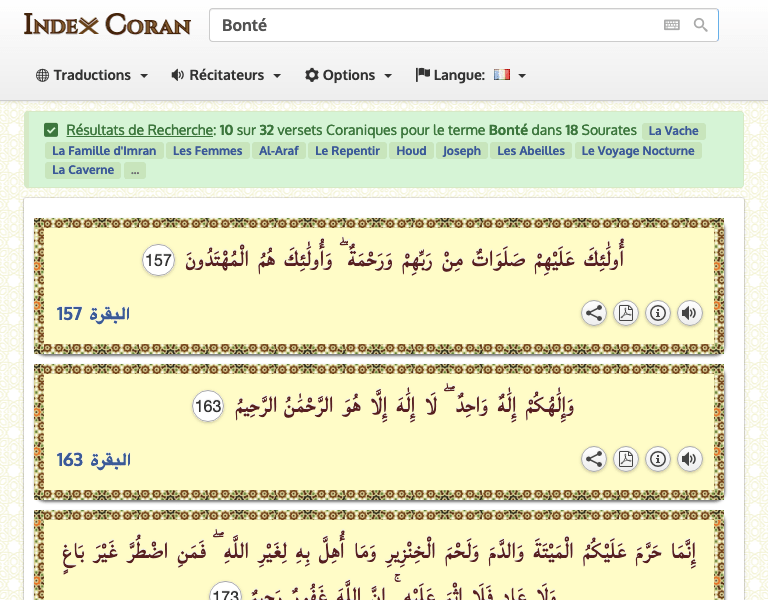 Index Coran
Bonté
Traductions Récitateurs Options Langue:
Résultats de Recherche: 10 sur 32 versets Coraniques pour le terme Bonté dans 18 Sourates La Vache
La Famille d'Imran Les Femmes Al-Araf Le Repentir Houd Joseph Les Abeilles Le Voyage Nocturne
La Caverne ...
أُولَٰئِكَ عَلَيْهِمْ صَلَوَاتٌ مِنْ رَبِّهِمْ وَرَحْمَةٌ ۖ وَأُولَٰئِكَ هُمُ الْمُهْتَدُونَ 157
البقرة 157
وَإِلَٰهُكُمْ إِلَٰهٌ وَاحِدٌ ۖ لَا إِلَٰهَ إِلَّا هُوَ الرَّحْمَٰنُ الرَّحِيمُ 163
البقرة 163
إِنَّمَا حَرَّمَ عَلَيْكُمُ الْمَيْتَةَ وَالدَّمَ وَلَحْمَ الْخِنْزِيرِ وَمَا أُهِلَّ بِهِ لِغَيْرِ اللَّهِ ۖ فَمَنِ اضْطُرَّ غَيْرَ بَاغٍ
وَلَا عَادٍ فَلَا إِثْمَ عَلَيْهِ ۚ إِنَّ اللَّهَ غَفُورٌ رَحِيمٌ 173